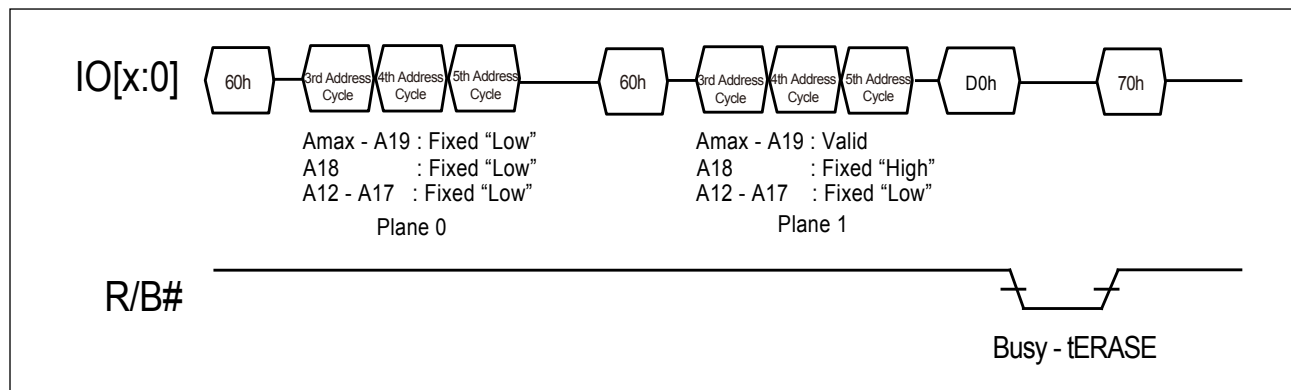 IO[x:0]
60h
3rd Address
Cycle
4th Address
Cycle
5th Address
Cycle
60h
3rd Address
Cycle
4th Address
Cycle
5th Address
Cycle
D0h
70h
Amax - A19 : Fixed “Low”
A18 : Fixed “Low”
A12 - A17 : Fixed “Low”
Plane 0
Amax - A19 : Valid
A18 : Fixed “High”
A12 - A17 : Fixed “Low”
Plane 1
R/B#
Busy - tERASE